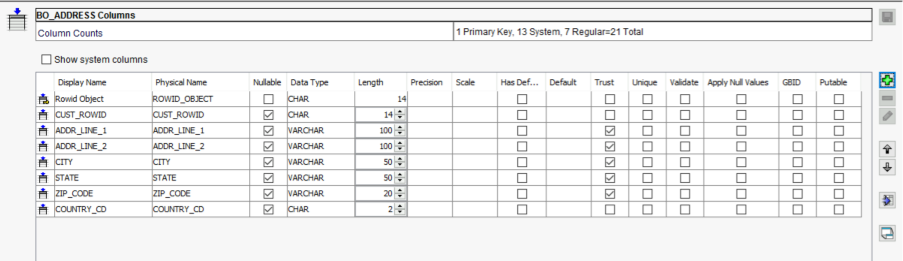 BO_ADDRESS Columns
Column Counts 1 Primary Key, 13 System, 7 Regular=21 Total
Show system columns
Display Name Physical Name Nullable Data Type Length Precision Scale Has Def... Default Trust Unique Validate Apply Null Values GBID Putable
Rowid Object ROWID_OBJECT CHAR 14
CUST_ROWID CUST_ROWID CHAR 14
ADDR_LINE_1 ADDR_LINE_1 VARCHAR 100
ADDR_LINE_2 ADDR_LINE_2 VARCHAR 100
CITY CITY VARCHAR 50
STATE STATE VARCHAR 50
ZIP_CODE ZIP_CODE VARCHAR 20
COUNTRY_CD COUNTRY_CD CHAR 2